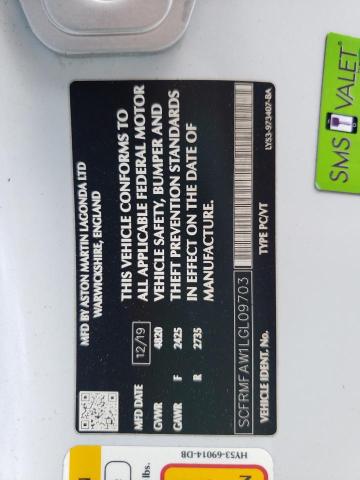 MFD BY ASTON MARTIN LAGONDA LTD
WARWICKSHIRE, ENGLAND
THIS VEHICLE CONFORMS TO
ALL APPLICABLE FEDERAL MOTOR
VEHICLE SAFETY, BUMPER AND
THEFT PREVENTION STANDARDS
IN EFFECT ON THE DATE OF
MANUFACTURE.
MFD DATE 12/19
GVWR 4820
GAWR F 2425
R 2735
SCFRMFAW1LGL09703
VEHICLE IDENT. No. TYPE PC/VT
LY53-973407-BA
SMS VALET
HY53-69014-DB
lbs.